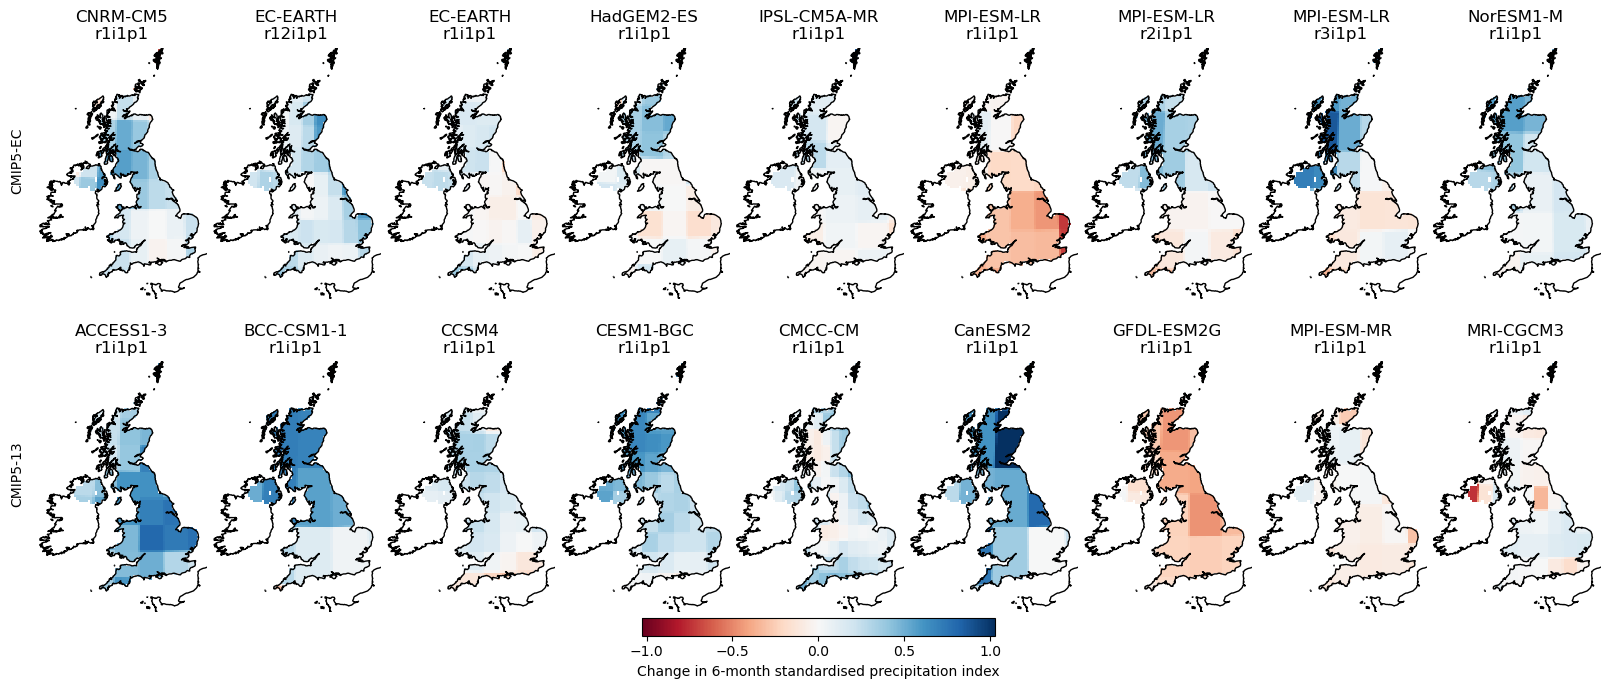 CNRM-CM5 EC-EARTH EC-EARTH HadGEM2-ES IPSL-CM5A-MR MPI-ESM-LR MPI-ESM-LR MPI-ESM-LR NorESM1-M
r1i1p1 r12i1p1 r1i1p1 r1i1p1 r1i1p1 r1i1p1 r2i1p1 r3i1p1 r1i1p1
CMIP5-EC
ACCESS1-3 BCC-CSM1-1 CCSM4 CESM1-BGC CMCC-CM CanESM2 GFDL-ESM2G MPI-ESM-MR MRI-CGCM3
r1i1p1 r1i1p1 r1i1p1 r1i1p1 r1i1p1 r1i1p1 r1i1p1 r1i1p1 r1i1p1
CMIP5-13
−1.0 −0.5 0.0 0.5 1.0
Change in 6-month standardised precipitation index